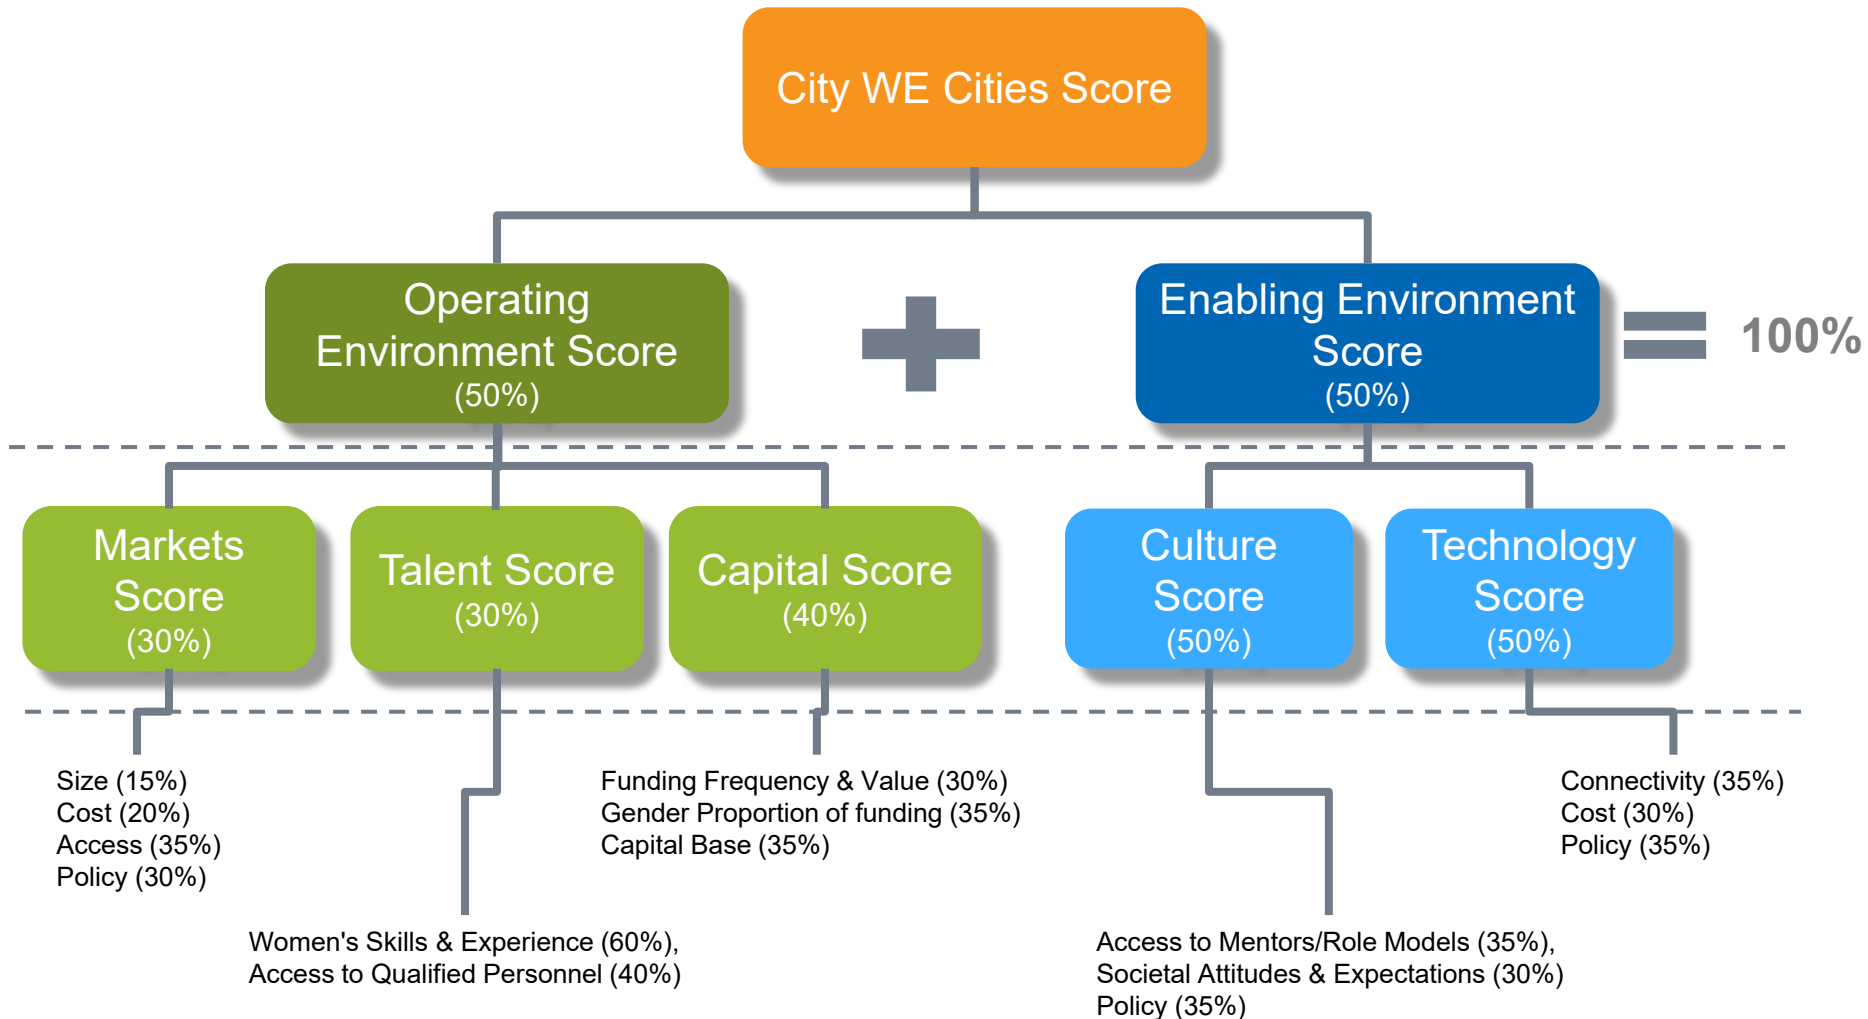 City WE Cities Score
Operating
Environment Score
(50%)
Enabling Environment
Score
(50%)
100%
Markets
Score
(30%)
Talent Score
(30%)
Capital Score
(40%)
Culture
Score
(50%)
Technology
Score
(50%)
Size (15%)
Cost (20%)
Access (35%)
Policy (30%)
Funding Frequency & Value (30%)
Gender Proportion of funding (35%)
Capital Base (35%)
Connectivity (35%)
Cost (30%)
Policy (35%)
Women's Skills & Experience (60%),
Access to Qualified Personnel (40%)
Access to Mentors/Role Models (35%),
Societal Attitudes & Expectations (30%)
Policy (35%)